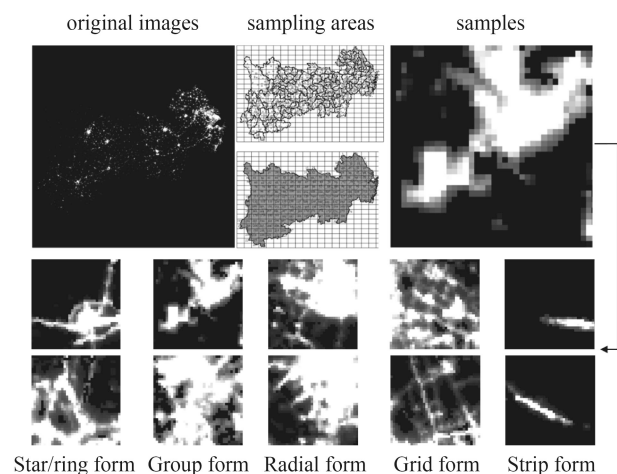 original images
sampling areas
samples
Star/ring form
Group form
Radial form
Grid form
Strip form